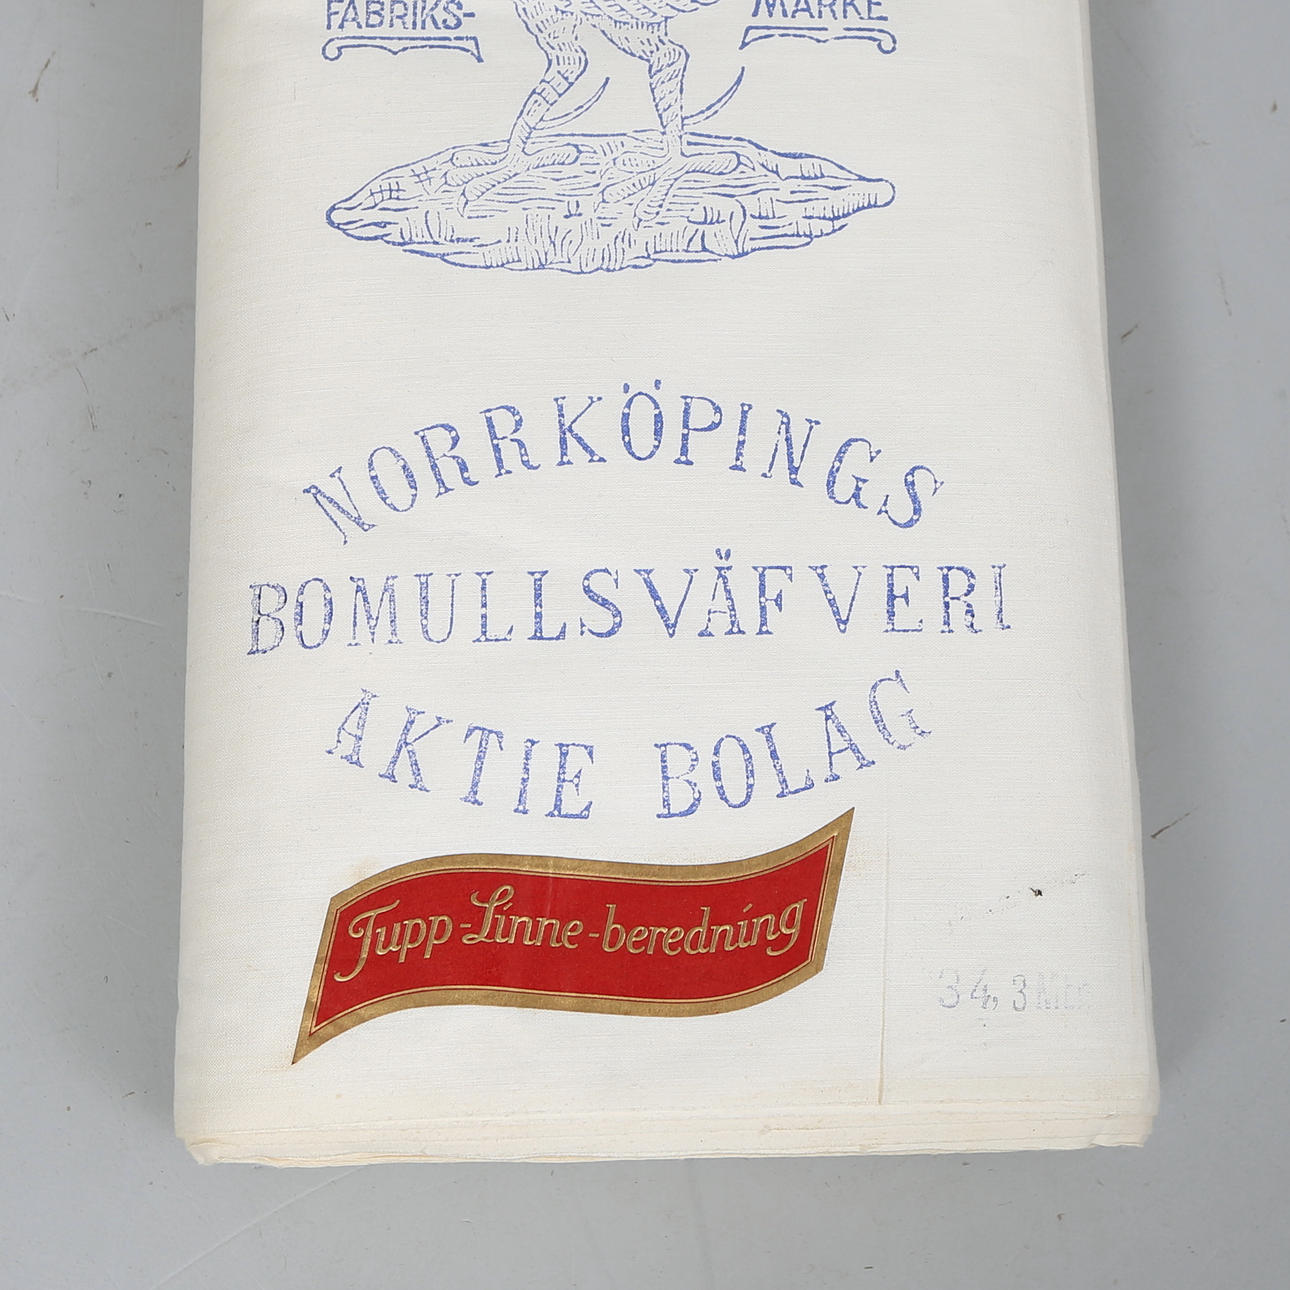 FABRIKS-
MÄRKE
NORRKÖPINGS
BOMULLSVÄFVERI
AKTIE BOLAG
Tupp-Linne-beredning
34,3